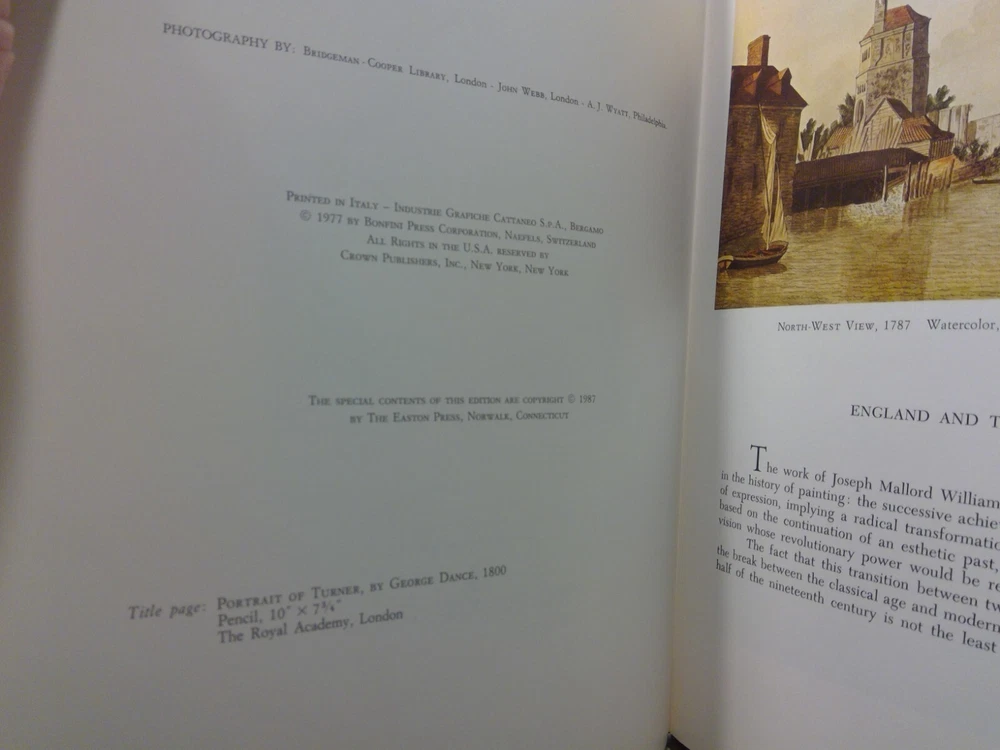 PHOTOGRAPHY BY: BRIDGEMAN-COOPER LIBRARY, London - JOHN WEBB, London - A. J. WYATT, Philadelphia.
PRINTED IN ITALY – INDUSTRIE GRAFICHE CATTANEO S.P.A., BERGAMO
© 1977 BY BONFINI PRESS CORPORATION, NAEFELS, SWITZERLAND
ALL RIGHTS IN THE U.S.A. RESERVED BY
CROWN PUBLISHERS, INC., NEW YORK, NEW YORK
THE SPECIAL CONTENTS OF THIS EDITION ARE COPYRIGHT © 1987
BY THE EASTON PRESS, NORWALK, CONNECTICUT
Title page: PORTRAIT OF TURNER, BY GEORGE DANCE, 1800
Pencil, 10" × 7¾"
The Royal Academy, London
NORTH-WEST VIEW, 1787 Watercolor,
ENGLAND AND T
The work of Joseph Mallord William
in the history of painting: the successive achie
of expression, implying a radical transformatio
based on the continuation of an esthetic past,
vision whose revolutionary power would be re
The fact that this transition between tw
the break between the classical age and modern
half of the nineteenth century is not the least